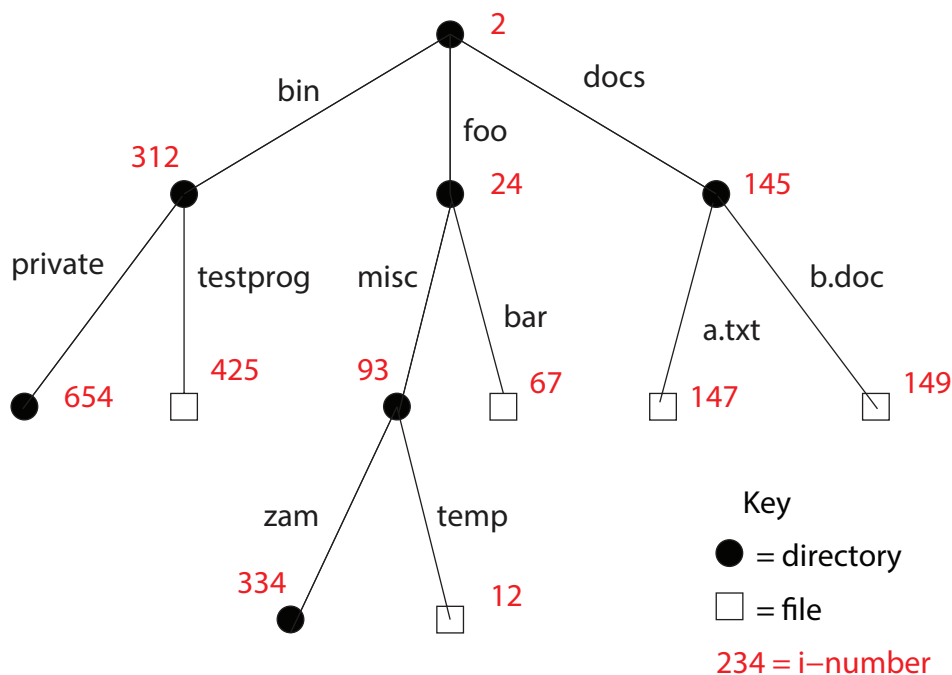 2
bin
docs
foo
312
24
145
private
testprog
misc
b.doc
bar
a.txt
654
425
93
67
147
149
zam
temp
Key
= directory
334
12
= file
234 = i−number